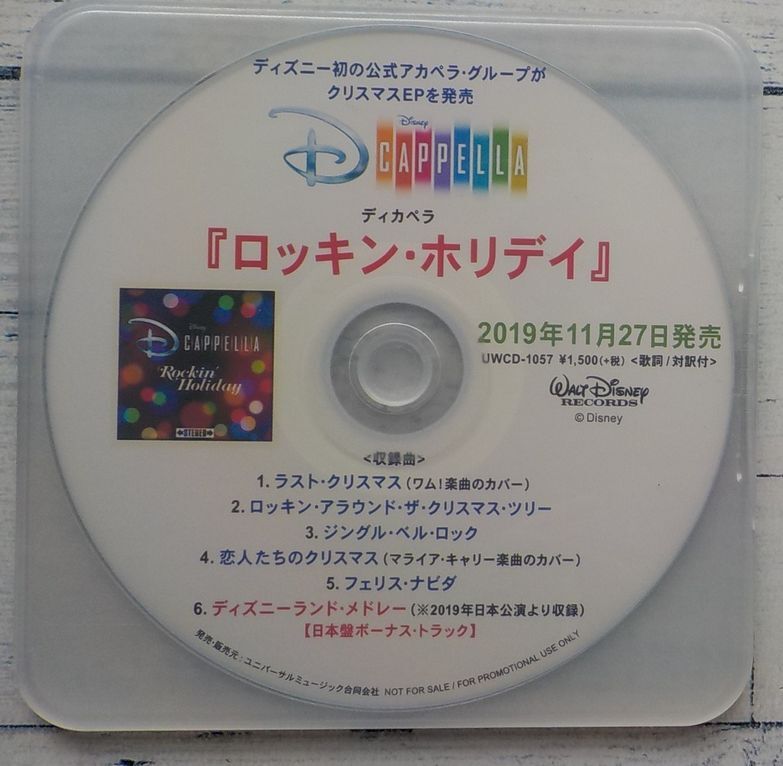 ディズニー初の公式アカペラ・グループが
クリスマスEPを発売
Disney
D CAPPELLA
ディカペラ
『ロッキン・ホリデイ』
Disney
D CAPPELLA
Rockin'
Holiday
STEREO
2019年11月27日発売
UWCD-1057 ¥1,500(+税) <歌詞/対訳付>
WALT DISNEY
RECORDS
© Disney
<収録曲>
1. ラスト・クリスマス(ワム!楽曲のカバー)
2. ロッキン・アラウンド・ザ・クリスマス・ツリー
3. ジングル・ベル・ロック
4. 恋人たちのクリスマス(マライア・キャリー楽曲のカバー)
5. フェリス・ナビダ
6. ディズニーランド・メドレー(※2019年日本公演より収録)
【日本盤ボーナス・トラック】
発売・販売元:ユニバーサルミュージック合同会社 NOT FOR SALE / FOR PROMOTIONAL USE ONLY